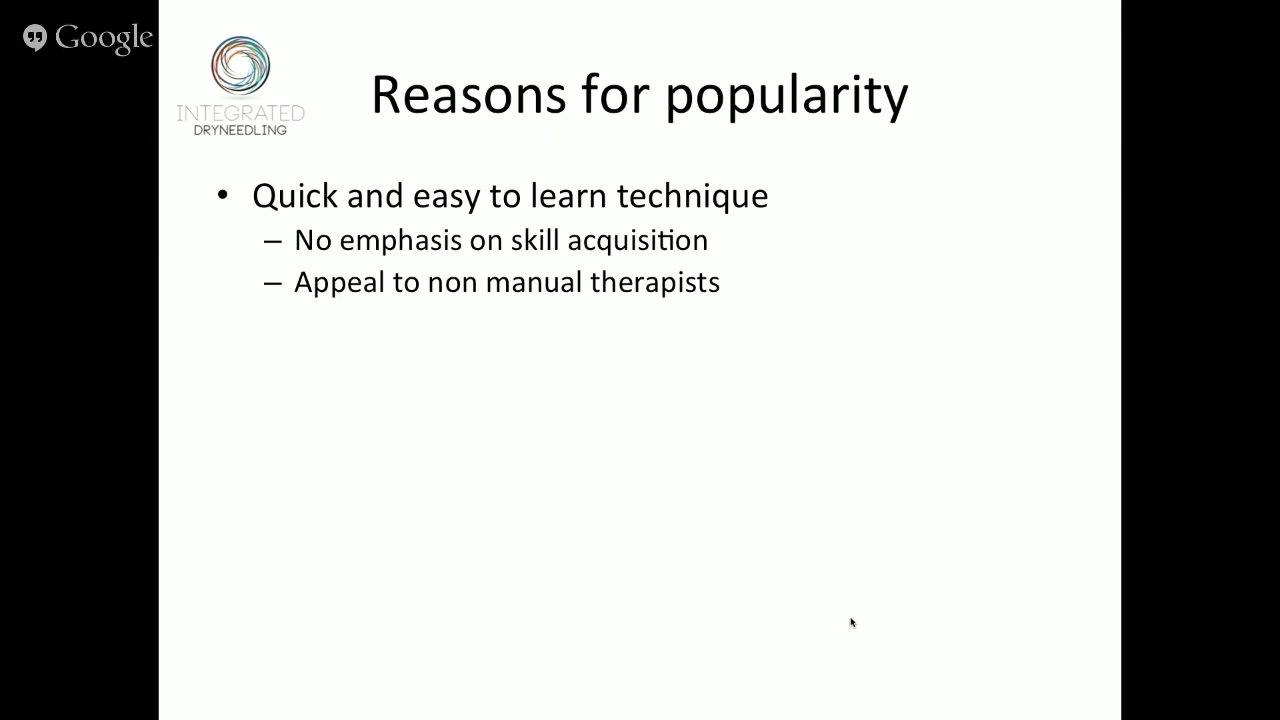 Google
INTEGRATED
DRYNEEDLING
Reasons for popularity
• Quick and easy to learn technique
– No emphasis on skill acquisition
– Appeal to non manual therapists